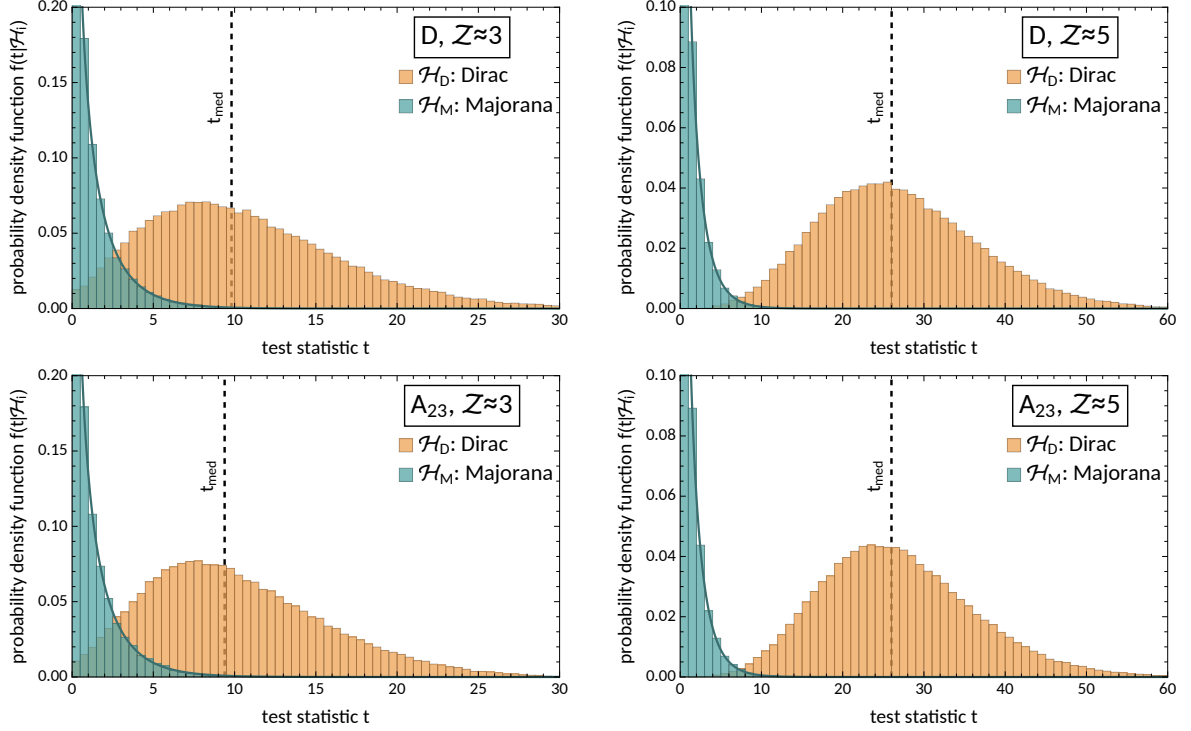 D, 𝒵≈3
ℋD: Dirac
ℋM: Majorana
tmed
probability density function f(t|ℋi)
0.20
0.15
0.10
0.05
0.00
0 5 10 15 20 25 30
test statistic t
D, 𝒵≈5
ℋD: Dirac
ℋM: Majorana
tmed
probability density function f(t|ℋi)
0.10
0.08
0.06
0.04
0.02
0.00
0 10 20 30 40 50 60
test statistic t
A23, 𝒵≈3
ℋD: Dirac
ℋM: Majorana
tmed
probability density function f(t|ℋi)
0.20
0.15
0.10
0.05
0.00
0 5 10 15 20 25 30
test statistic t
A23, 𝒵≈5
ℋD: Dirac
ℋM: Majorana
tmed
probability density function f(t|ℋi)
0.10
0.08
0.06
0.04
0.02
0.00
0 10 20 30 40 50 60
test statistic t